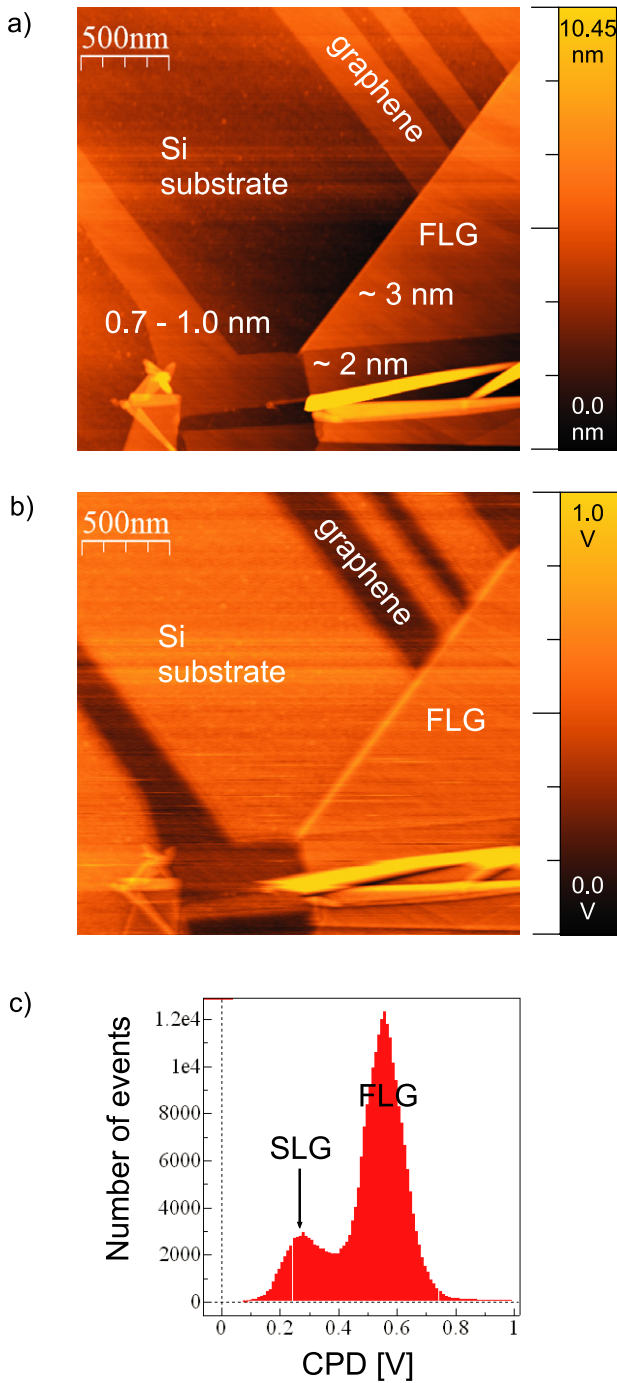 a)
500nm
graphene
Si
substrate
FLG
~ 3 nm
0.7 - 1.0 nm
~ 2 nm
10.45
nm
0.0
nm
b)
500nm
graphene
Si
substrate
FLG
1.0
V
0.0
V
c)
Number of events
1.2e4
1e4
8000
6000
4000
2000
0
SLG
FLG
0
0.2
0.4
0.6
0.8
1
CPD [V]